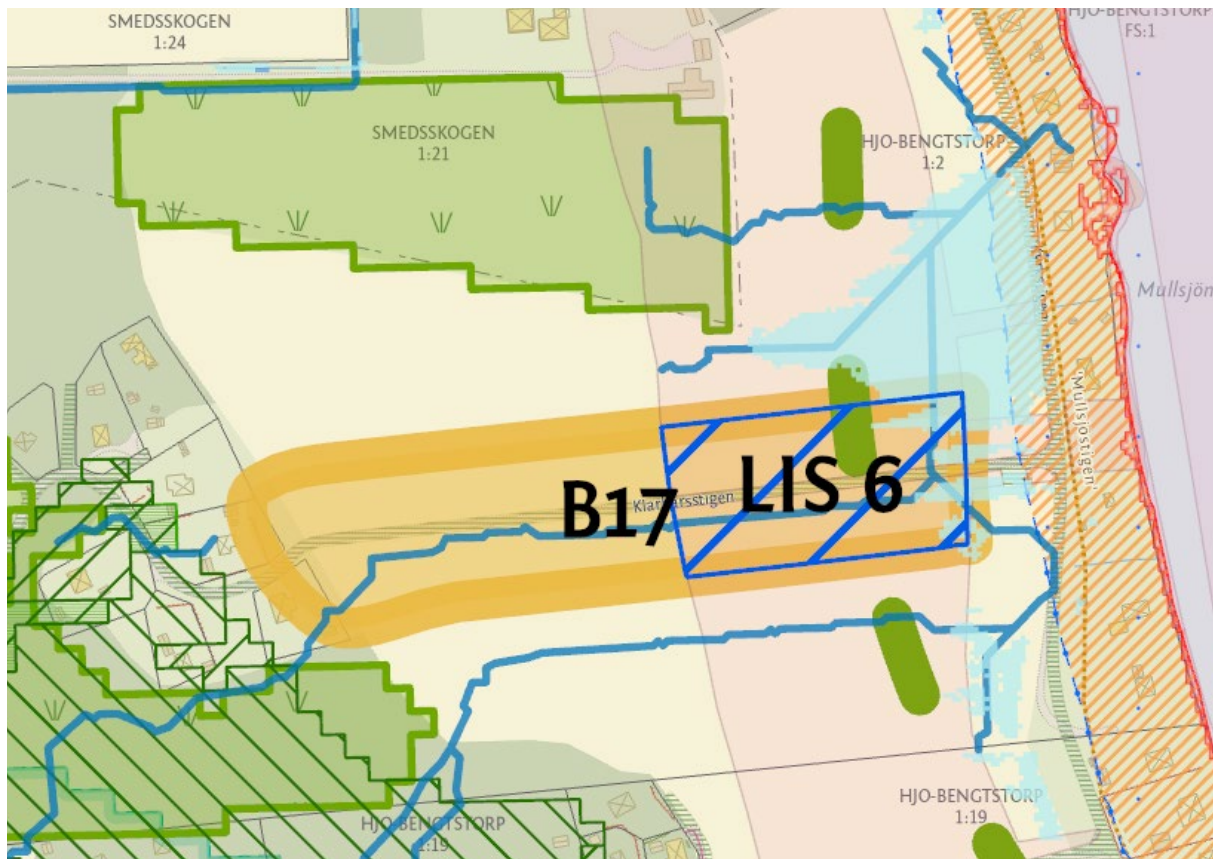 SMEDSSKOGEN
1:24
HJO-BENGTSTORP
FS:1
SMEDSSKOGEN
1:21
HJO-BENGTSTORP
1:2
Mullsjön
'Mullsjöstigen'
B17
LIS 6
HJO-BENGTSTORP
1:19
HJO-BENGTSTORP
1:19